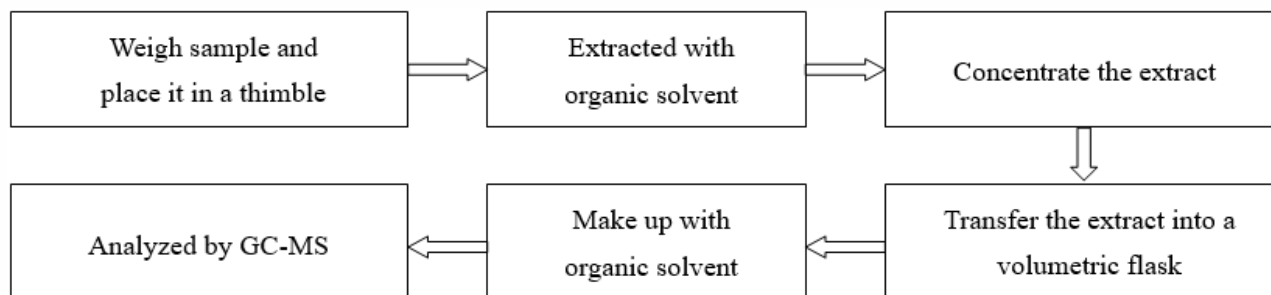 Weigh sample and
place it in a thimble
Extracted with
organic solvent
Concentrate the extract
Transfer the extract into a
volumetric flask
Make up with
organic solvent
Analyzed by GC-MS